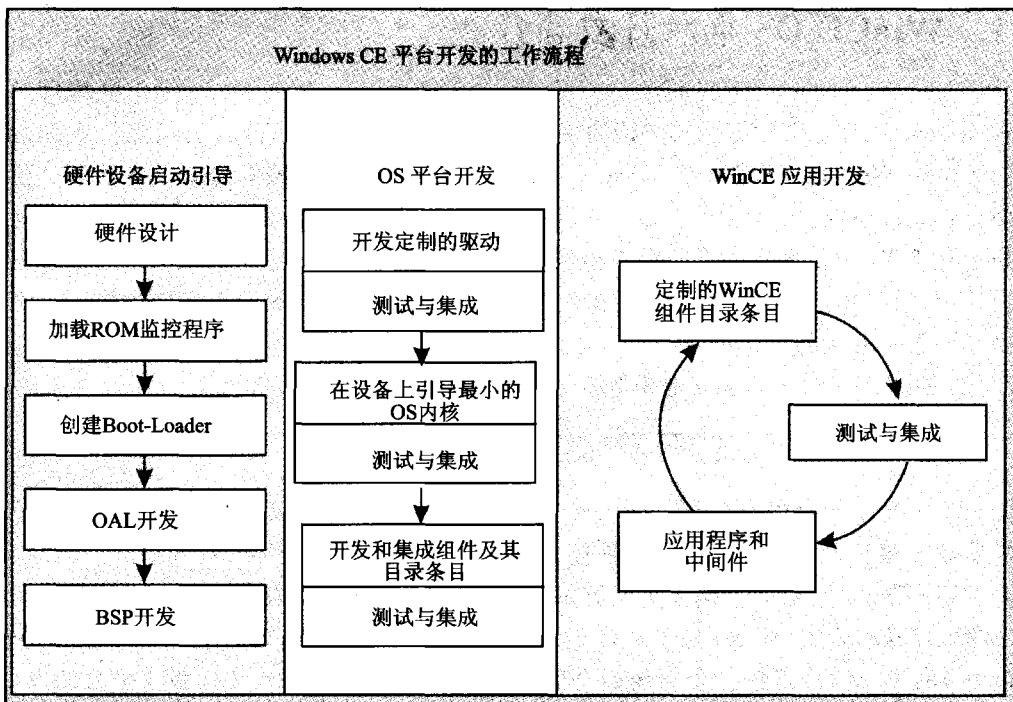 Windows CE 平台开发的工作流程
硬件设备启动引导
硬件设计
加载ROM监控程序
创建Boot-Loader
OAL开发
BSP开发
OS 平台开发
开发定制的驱动
测试与集成
在设备上引导最小的
OS内核
测试与集成
开发和集成组件及其
目录条目
测试与集成
WinCE 应用开发
定制的WinCE
组件目录条目
测试与集成
应用程序和
中间件